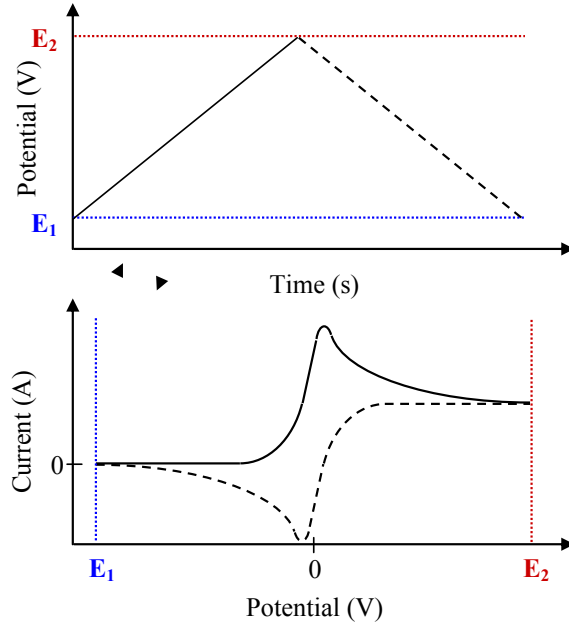 E2
Potential (V)
E1
Time (s)
Current (A)
0
E1
0
E2
Potential (V)